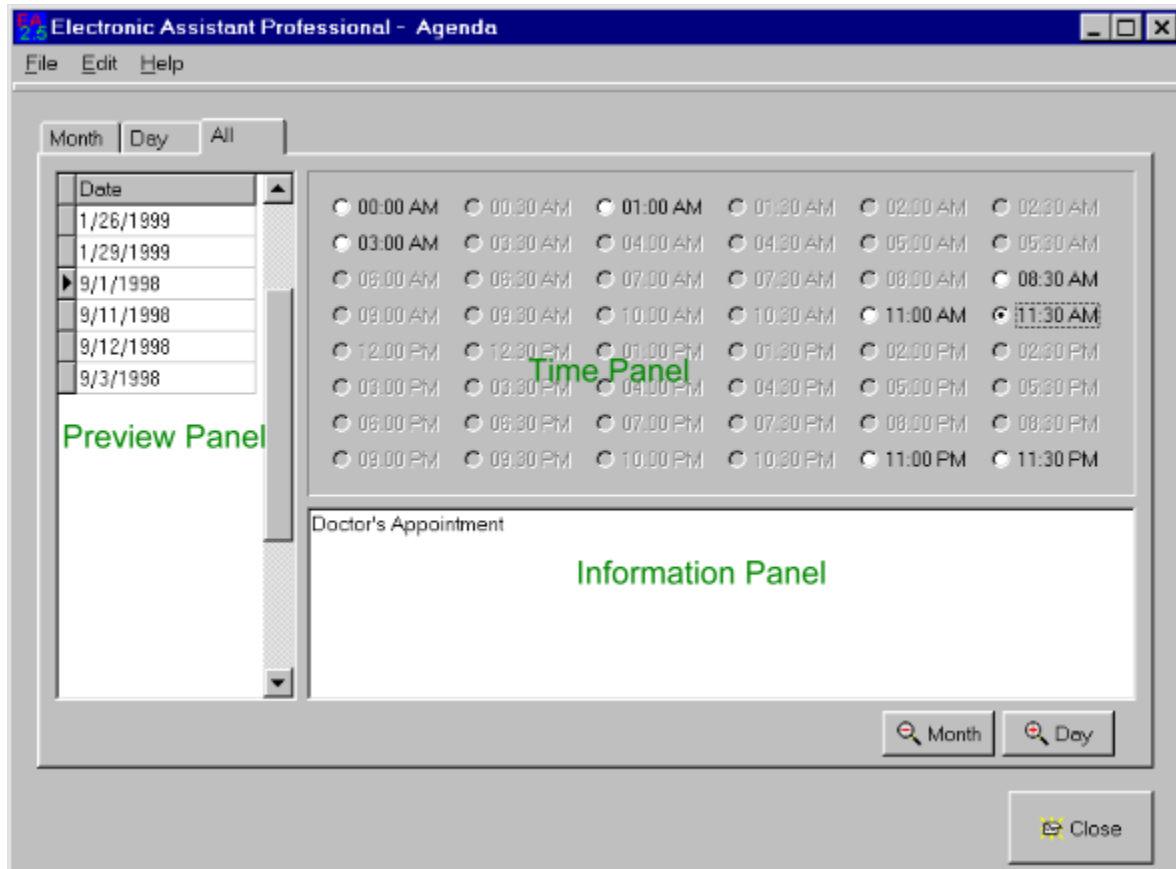 EA 2.5 Electronic Assistant Professional - Agenda
File Edit Help
Month Day All
Date
1/26/1999
1/29/1999
9/1/1998
9/11/1998
9/12/1998
9/3/1998
Preview Panel
00:00 AM 00:30 AM 01:00 AM 01:30 AM 02:00 AM 02:30 AM
03:00 AM 03:30 AM 04:00 AM 04:30 AM 05:00 AM 05:30 AM
06:00 AM 06:30 AM 07:00 AM 07:30 AM 08:00 AM 08:30 AM
09:00 AM 09:30 AM 10:00 AM 10:30 AM 11:00 AM 11:30 AM
12:00 PM 12:30 PM 01:00 PM 01:30 PM 02:00 PM 02:30 PM
Time Panel
03:00 PM 03:30 PM 04:00 PM 04:30 PM 05:00 PM 05:30 PM
06:00 PM 06:30 PM 07:00 PM 07:30 PM 08:00 PM 08:30 PM
09:00 PM 09:30 PM 10:00 PM 10:30 PM 11:00 PM 11:30 PM
Doctor's Appointment
Information Panel
Month Day
Close